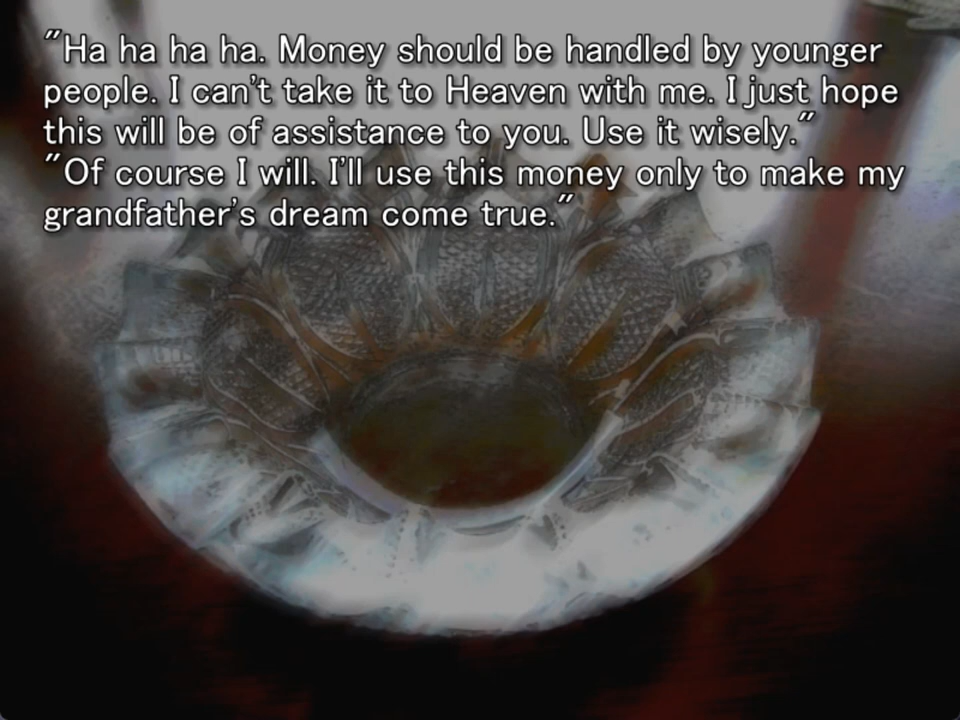 "Ha ha ha ha. Money should be handled by younger
people. I can't take it to Heaven with me. I just hope
this will be of assistance to you. Use it wisely."
"Of course I will. I'll use this money only to make my
grandfather's dream come true."